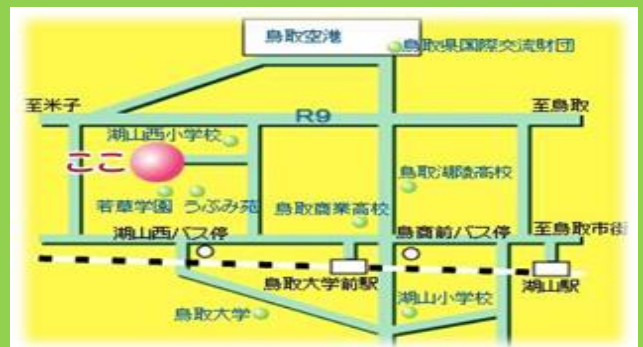 鳥取空港
鳥取県国際交流財団
至米子
R9
至鳥取
湖山西小学校
ここ
鳥取湖陵高校
若草学園
うぶみ苑
鳥取商業高校
湖山西バス停
鳥商前バス停
至鳥取市街
鳥取大学前駅
湖山駅
鳥取大学
湖山小学校